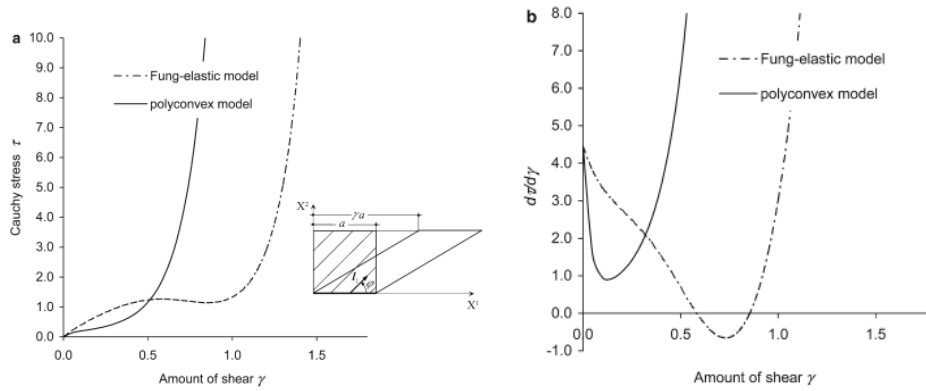 a
10.0
9.0
8.0
7.0
6.0
5.0
4.0
3.0
2.0
1.0
0.0
Cauchy stress τ
Fung-elastic model
polyconvex model
0.0 0.5 1.0 1.5
Amount of shear γ
X²
γa
a
l
φ
X¹
b
8.0
7.0
6.0
5.0
4.0
3.0
2.0
1.0
0
-1.0
dτ/dγ
Fung-elastic model
polyconvex model
0 0.5 1.0 1.5
Amount of shear γ